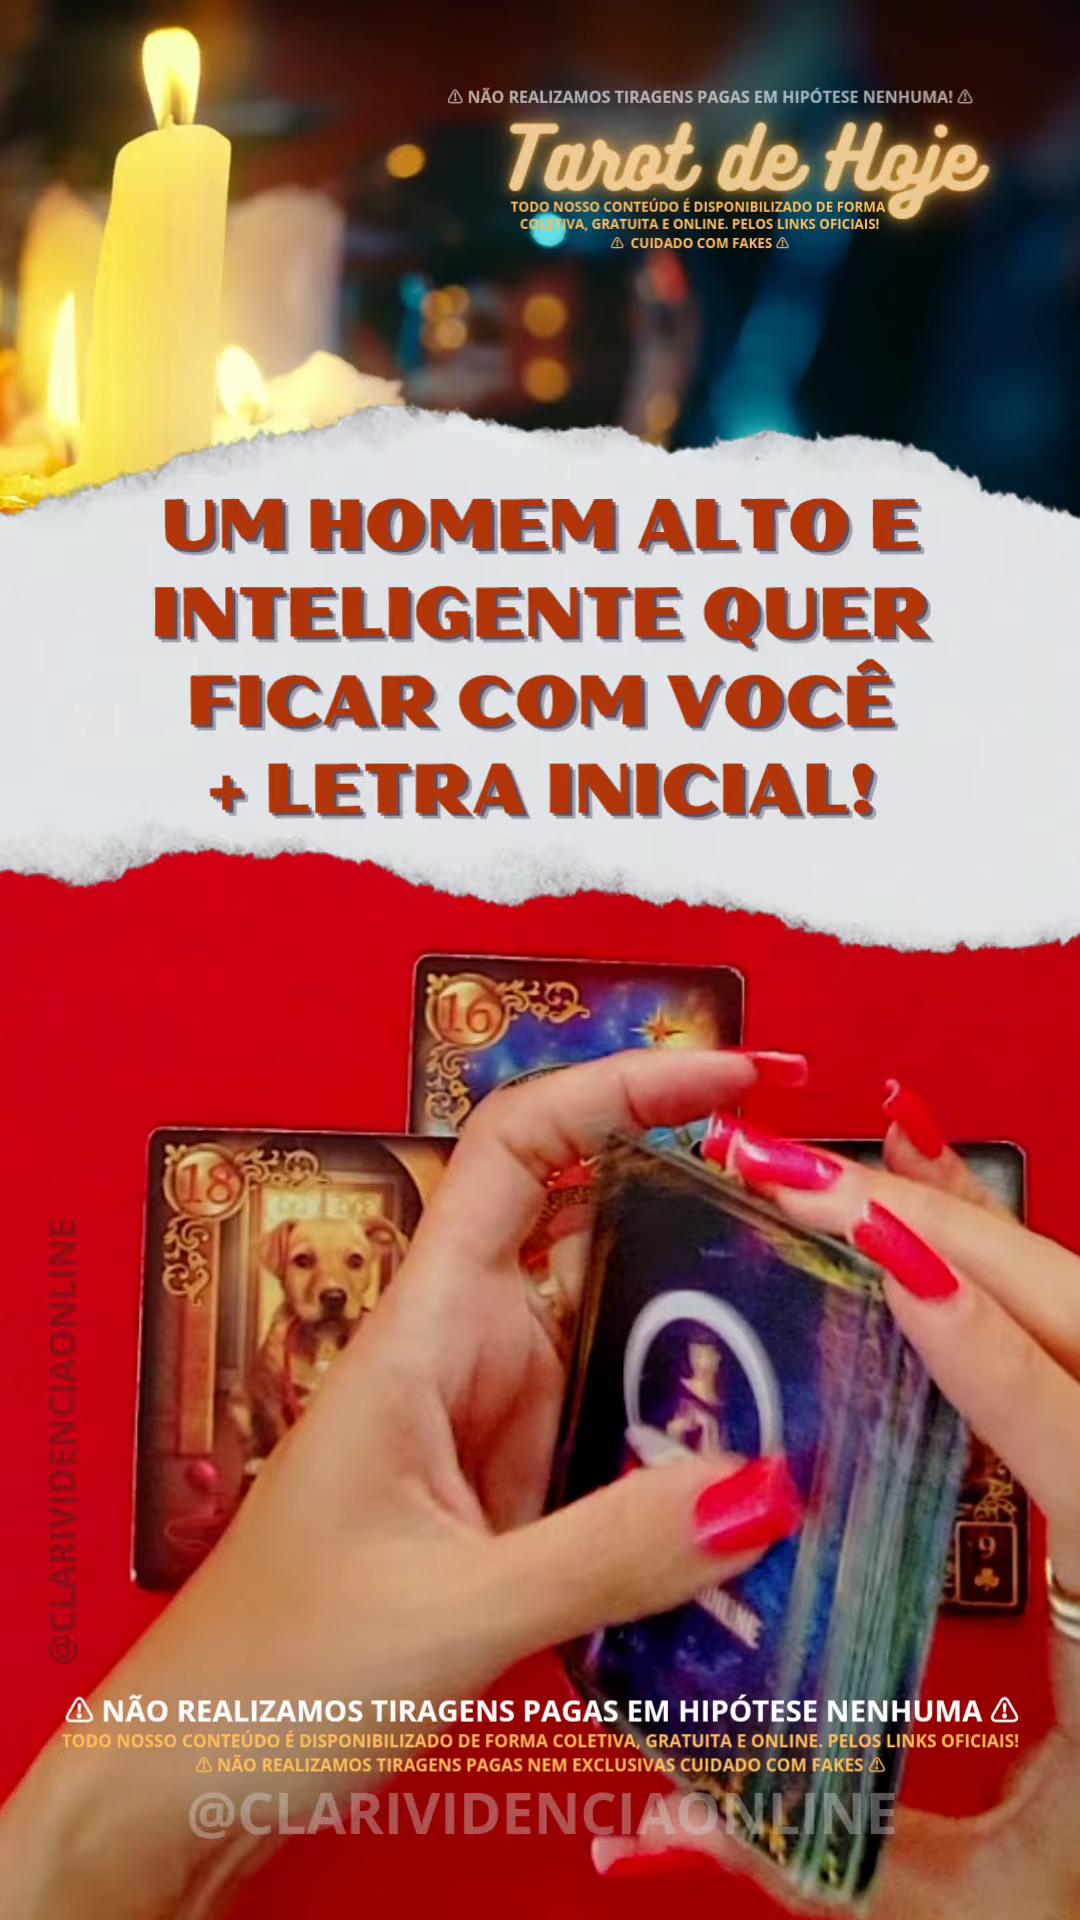 ⚠ NÃO REALIZAMOS TIRAGENS PAGAS EM HIPÓTESE NENHUMA! ⚠
Tarot de Hoje
TODO NOSSO CONTEÚDO É DISPONIBILIZADO DE FORMA
COLETIVA, GRATUITA E ONLINE. PELOS LINKS OFICIAIS!
⚠ CUIDADO COM FAKES ⚠
UM HOMEM ALTO E
INTELIGENTE QUER
FICAR COM VOCÊ
+ LETRA INICIAL!
16
18
@CLARIVIDENCIAONLINE
9
⚠ NÃO REALIZAMOS TIRAGENS PAGAS EM HIPÓTESE NENHUMA ⚠
TODO NOSSO CONTEÚDO É DISPONIBILIZADO DE FORMA COLETIVA, GRATUITA E ONLINE. PELOS LINKS OFICIAIS!
⚠ NÃO REALIZAMOS TIRAGENS PAGAS NEM EXCLUSIVAS CUIDADO COM FAKES ⚠
@CLARIVIDENCIAONLINE